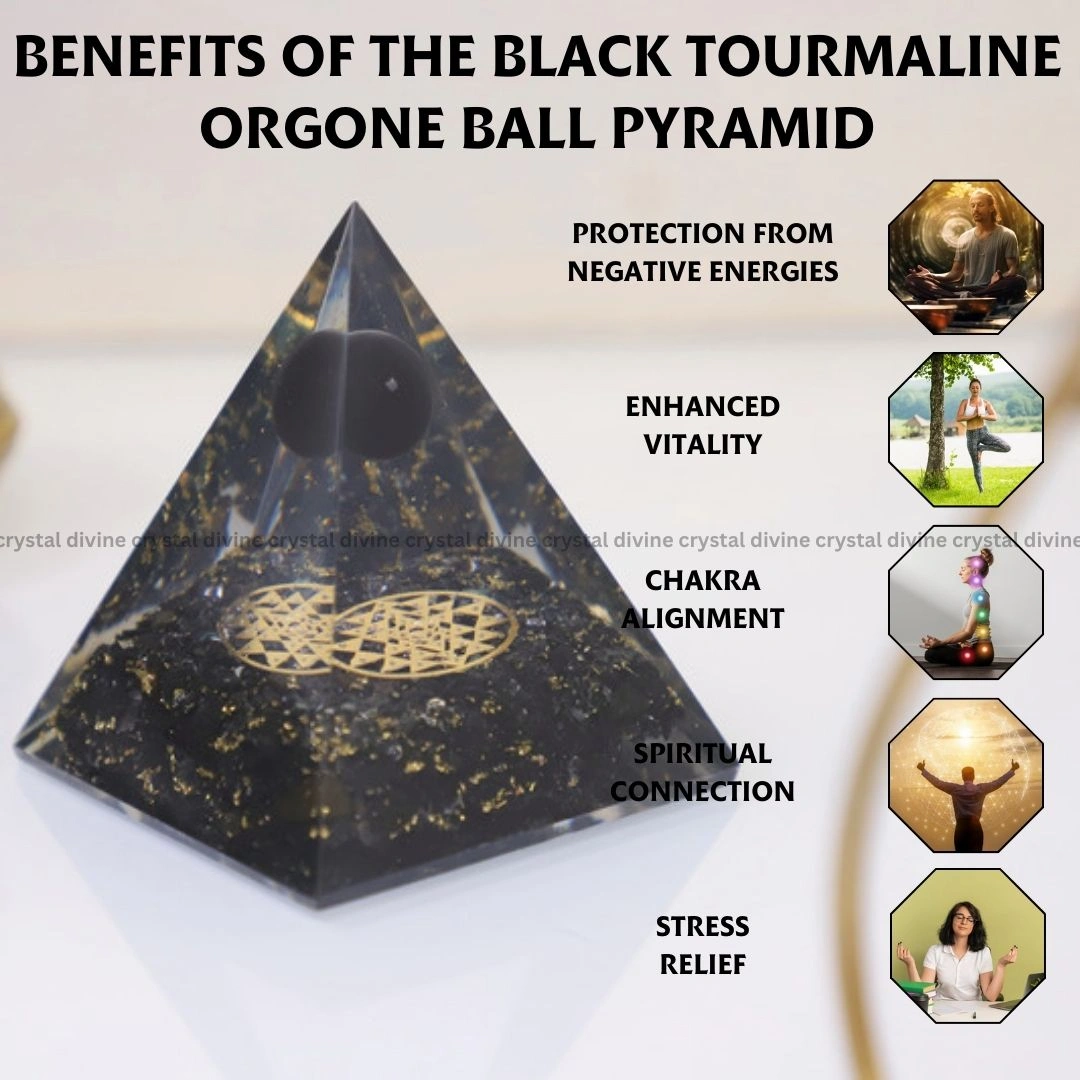 BENEFITS OF THE BLACK TOURMALINE
ORGONE BALL PYRAMID
PROTECTION FROM
NEGATIVE ENERGIES
ENHANCED
VITALITY
crystal divine crystal divine crystal divine crystal divine crystal divine crystal divine crystal divine crystal divine
CHAKRA
ALIGNMENT
SPIRITUAL
CONNECTION
STRESS
RELIEF